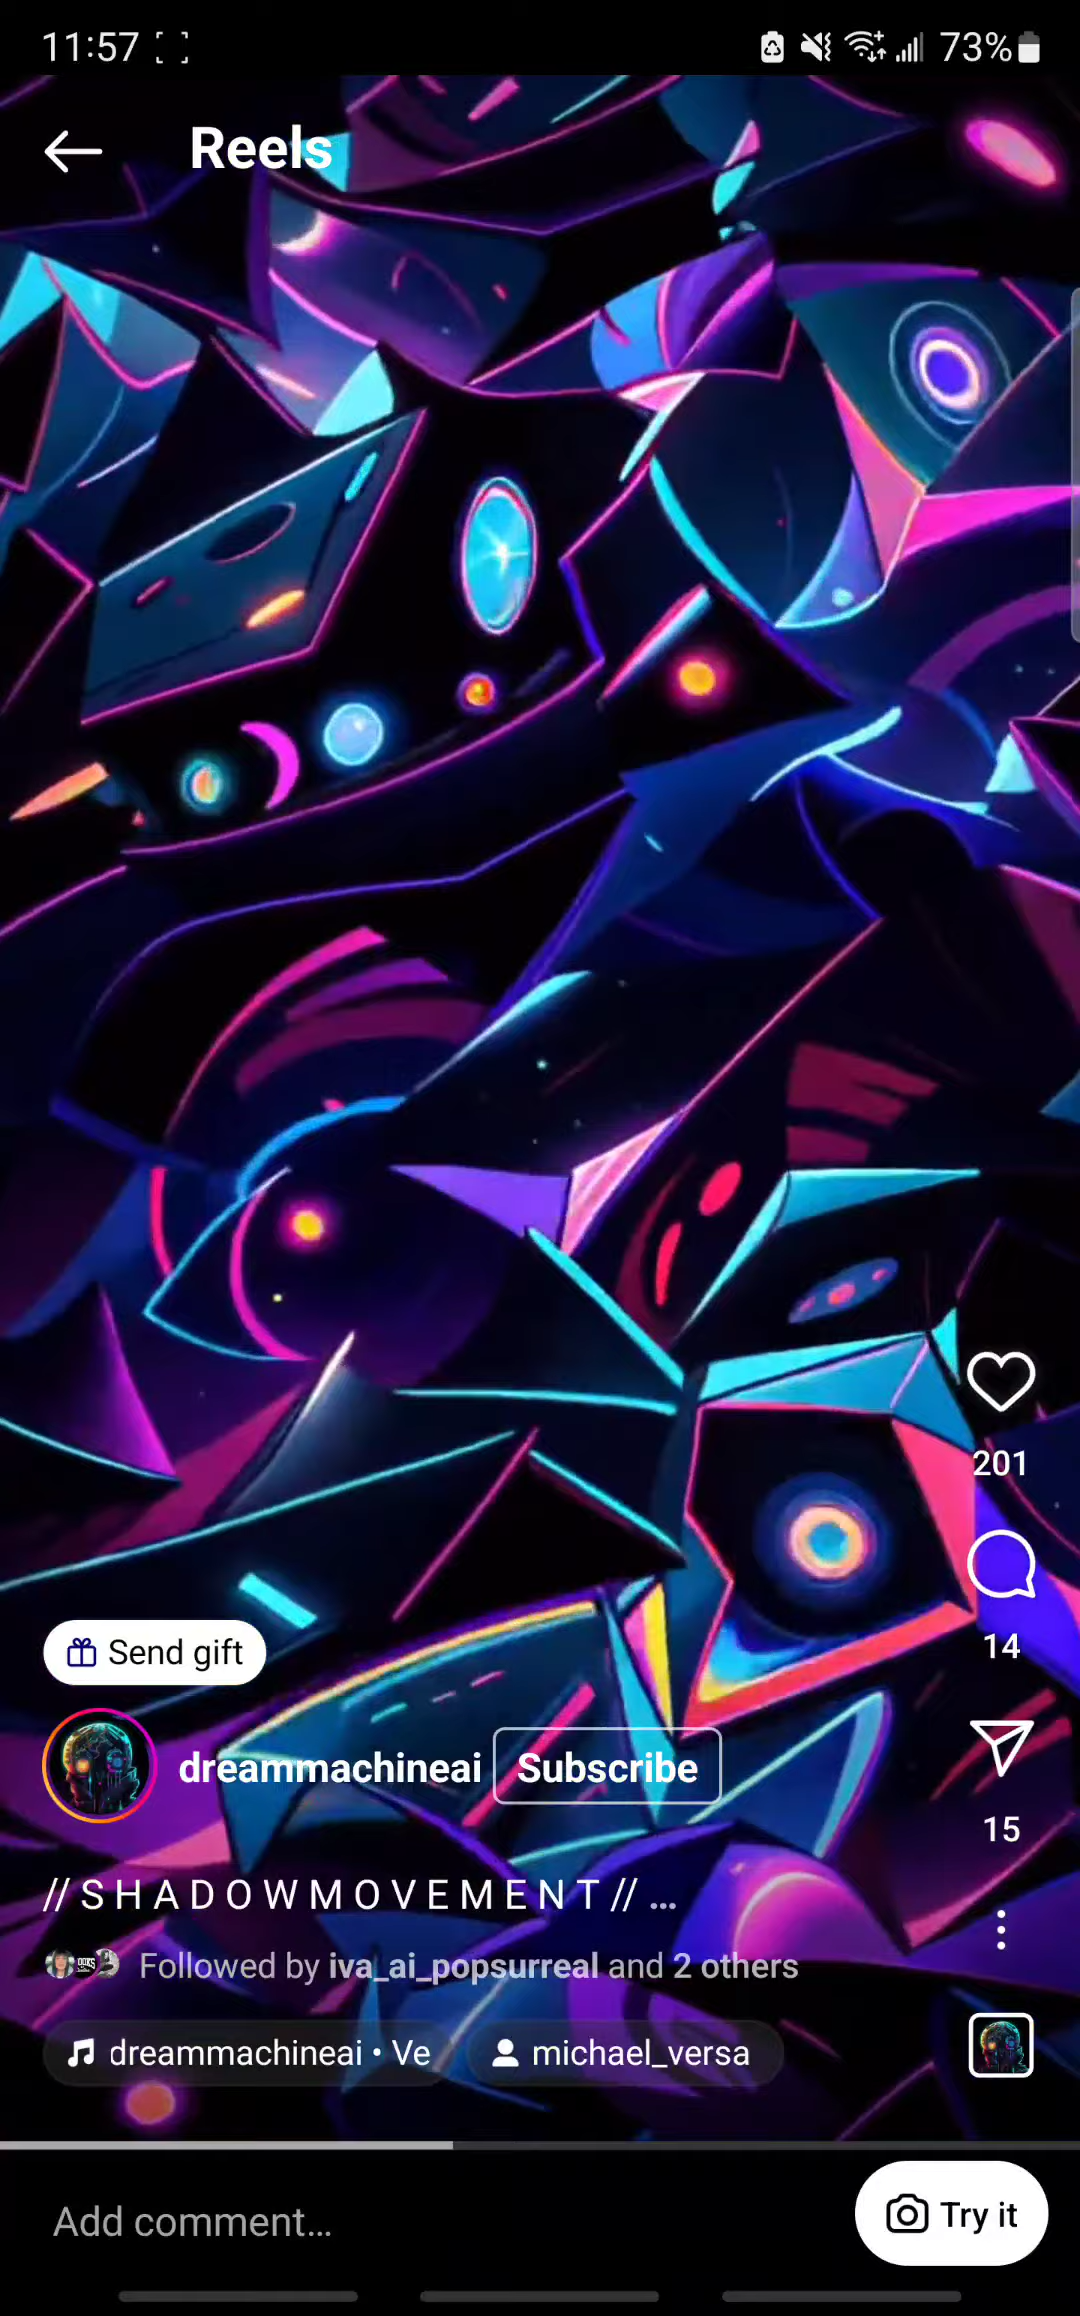 11:57
73%
Reels
201
14
15
Send gift
dreammachineai Subscribe
// S H A D O W M O V E M E N T // ...
Followed by iva_ai_popsurreal and 2 others
dreammachineai • Ve
michael_versa
Add comment...
Try it